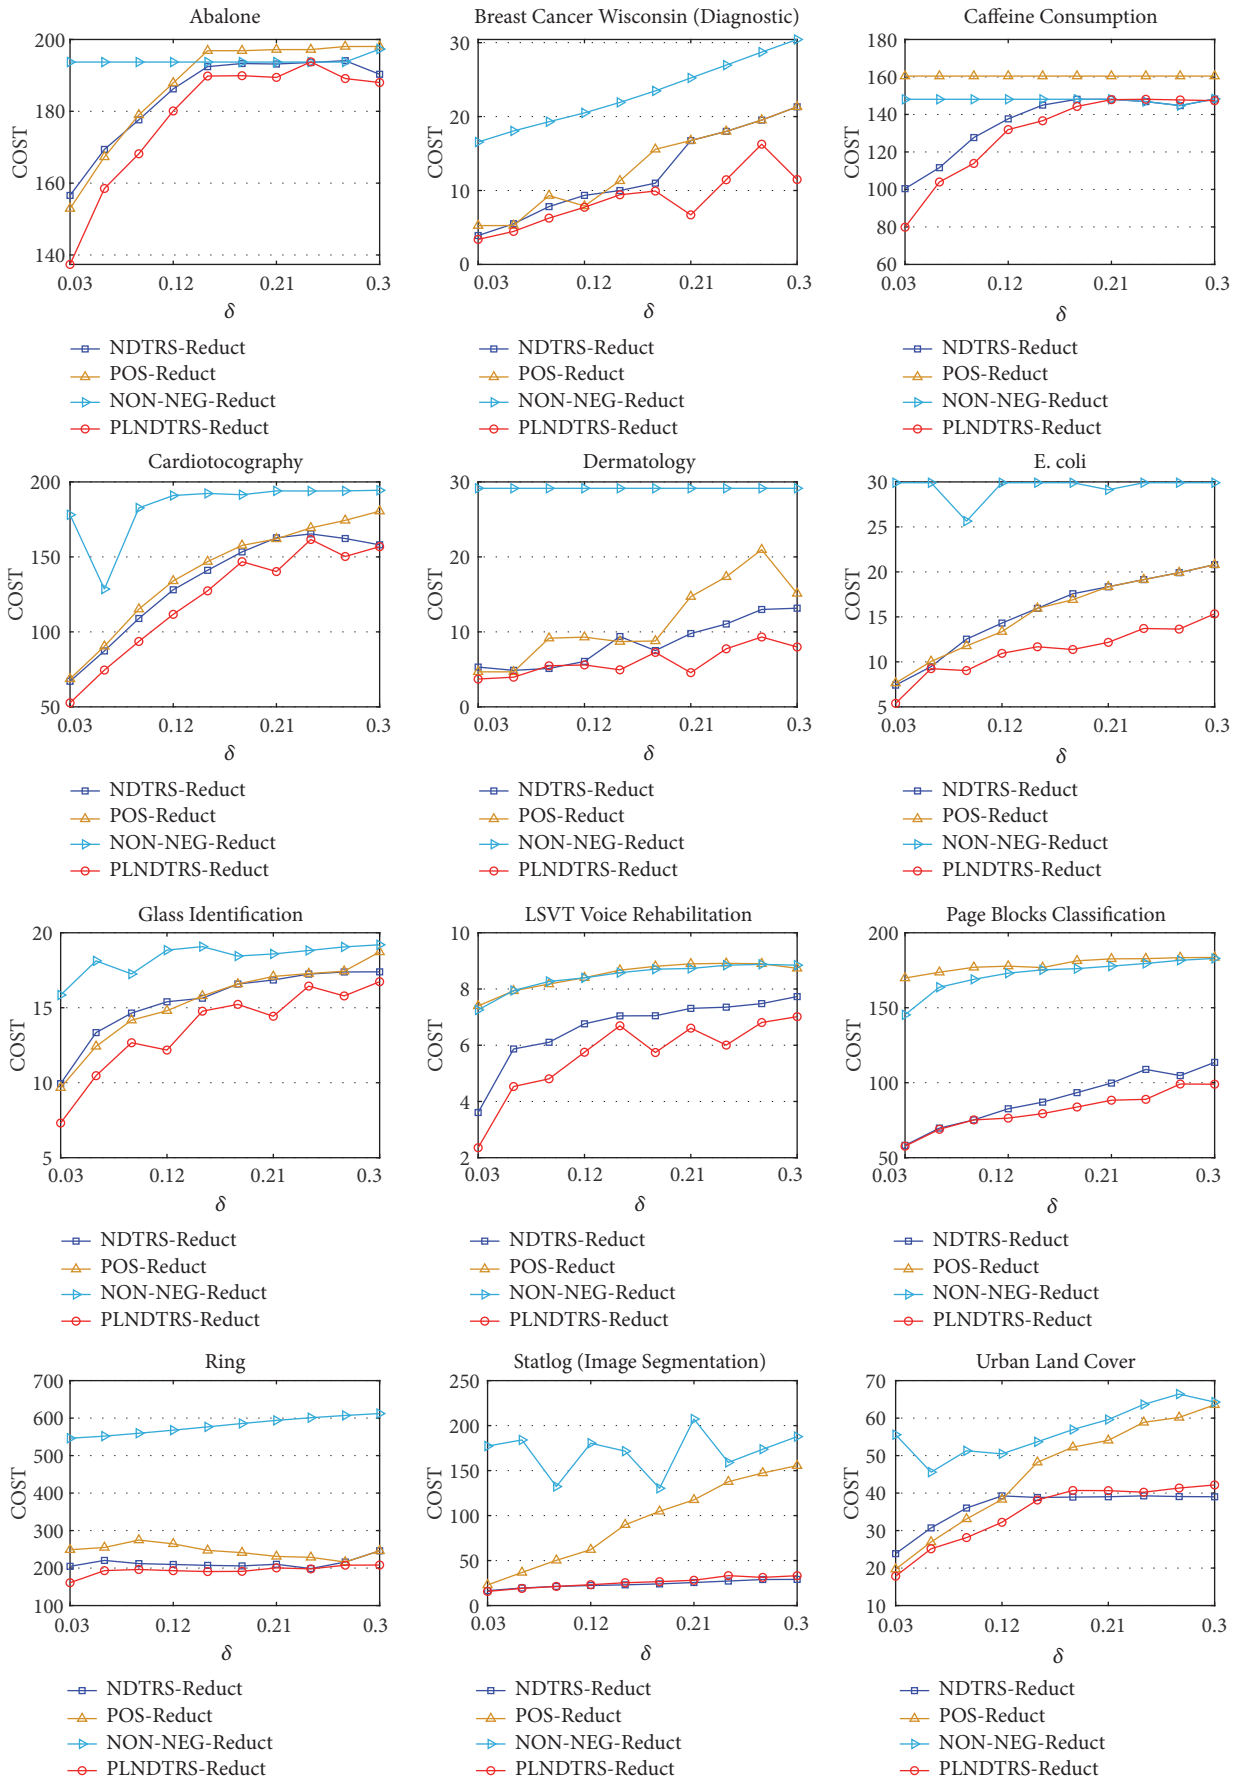 Abalone
200
180
160
140
COST
0.03 0.12 0.21 0.3
δ
NDTRS-Reduct
POS-Reduct
NON-NEG-Reduct
PLNDTRS-Reduct
Breast Cancer Wisconsin (Diagnostic)
30
20
10
0
COST
0.03 0.12 0.21 0.3
δ
NDTRS-Reduct
POS-Reduct
NON-NEG-Reduct
PLNDTRS-Reduct
Caffeine Consumption
180
160
140
120
100
80
60
COST
0.03 0.12 0.21 0.3
δ
NDTRS-Reduct
POS-Reduct
NON-NEG-Reduct
PLNDTRS-Reduct
Cardiotocography
200
150
100
50
COST
0.03 0.12 0.21 0.3
δ
NDTRS-Reduct
POS-Reduct
NON-NEG-Reduct
PLNDTRS-Reduct
Dermatology
30
20
10
0
COST
0.03 0.12 0.21 0.3
δ
NDTRS-Reduct
POS-Reduct
NON-NEG-Reduct
PLNDTRS-Reduct
E. coli
30
25
20
15
10
5
COST
0.03 0.12 0.21 0.3
δ
NDTRS-Reduct
POS-Reduct
NON-NEG-Reduct
PLNDTRS-Reduct
Glass Identification
20
15
10
5
COST
0.03 0.12 0.21 0.3
δ
NDTRS-Reduct
POS-Reduct
NON-NEG-Reduct
PLNDTRS-Reduct
LSVT Voice Rehabilitation
10
8
6
4
2
COST
0.03 0.12 0.21 0.3
δ
NDTRS-Reduct
POS-Reduct
NON-NEG-Reduct
PLNDTRS-Reduct
Page Blocks Classification
200
150
100
50
COST
0.03 0.12 0.21 0.3
δ
NDTRS-Reduct
POS-Reduct
NON-NEG-Reduct
PLNDTRS-Reduct
Ring
700
600
500
400
300
200
100
COST
0.03 0.12 0.21 0.3
δ
NDTRS-Reduct
POS-Reduct
NON-NEG-Reduct
PLNDTRS-Reduct
Statlog (Image Segmentation)
250
200
150
100
50
0
COST
0.03 0.12 0.21 0.3
δ
NDTRS-Reduct
POS-Reduct
NON-NEG-Reduct
PLNDTRS-Reduct
Urban Land Cover
70
60
50
40
30
20
10
COST
0.03 0.12 0.21 0.3
δ
NDTRS-Reduct
POS-Reduct
NON-NEG-Reduct
PLNDTRS-Reduct